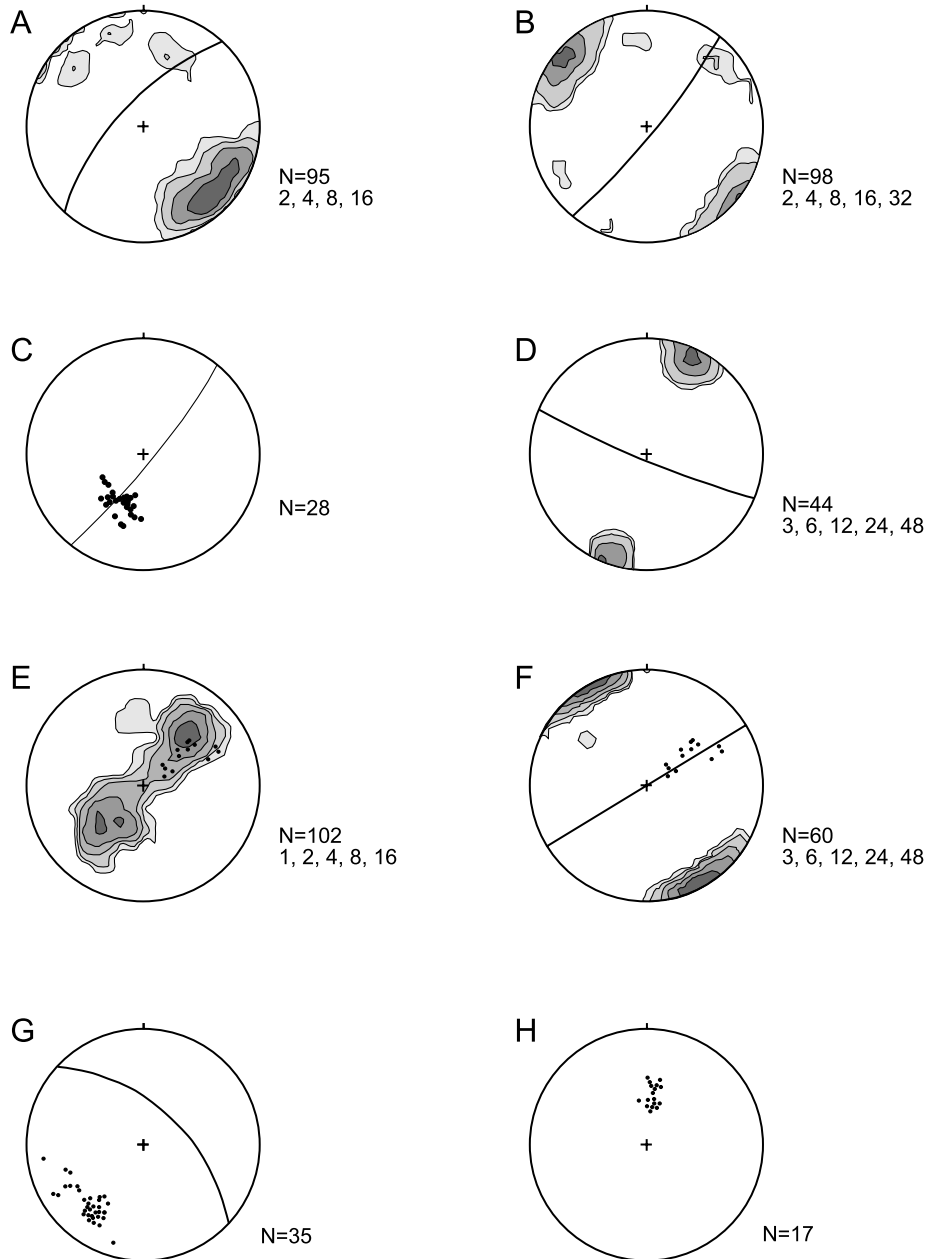 A
N=95
2, 4, 8, 16
B
N=98
2, 4, 8, 16, 32
C
N=28
D
N=44
3, 6, 12, 24, 48
E
N=102
1, 2, 4, 8, 16
F
N=60
3, 6, 12, 24, 48
G
N=35
H
N=17